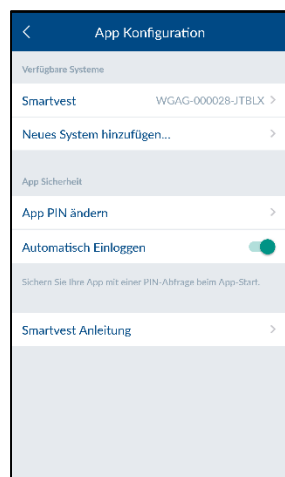 App Konfiguration
Verfügbare Systeme
Smartvest WGAG-000028-JTBLX
Neues System hinzufügen...
App Sicherheit
App PIN ändern
Automatisch Einloggen
Sichern Sie Ihre App mit einer PIN-Abfrage beim App-Start.
Smartvest Anleitung